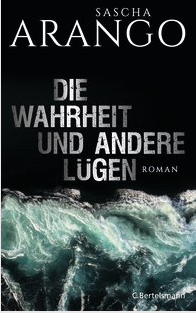 SASCHA
ARANGO
DIE
WAHRHEIT
UND ANDERE
LÜGEN ROMAN
C.Bertelsmann